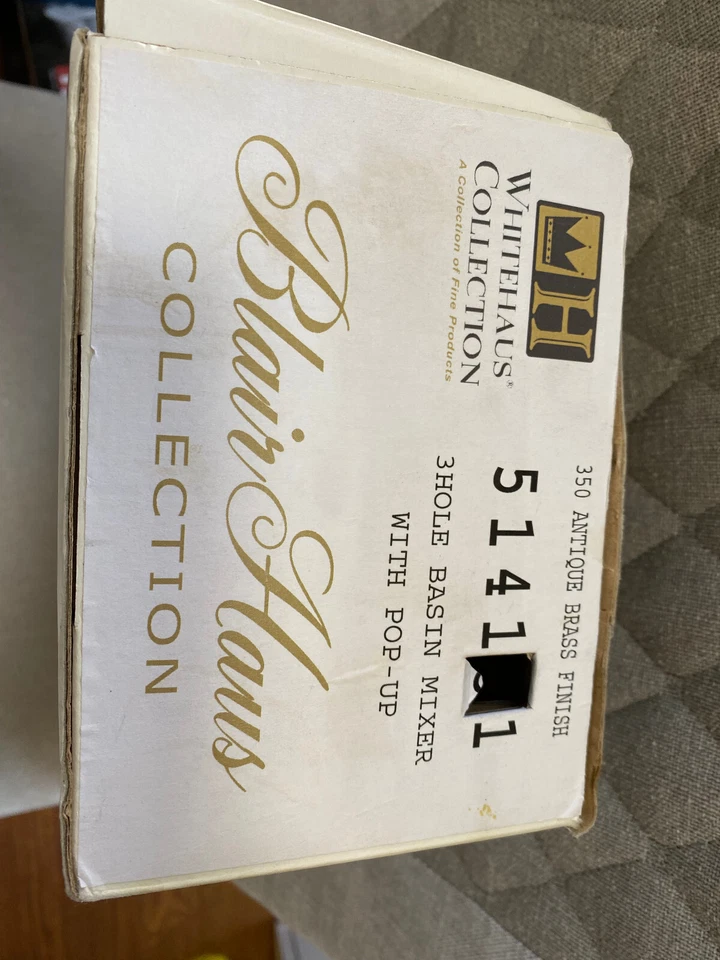 H
WHITEHAUS®
COLLECTION
A Collection of Fine Products
350 ANTIQUE BRASS FINISH
5141 1
3HOLE BASIN MIXER
WITH POP-UP
Blair Haus
COLLECTION